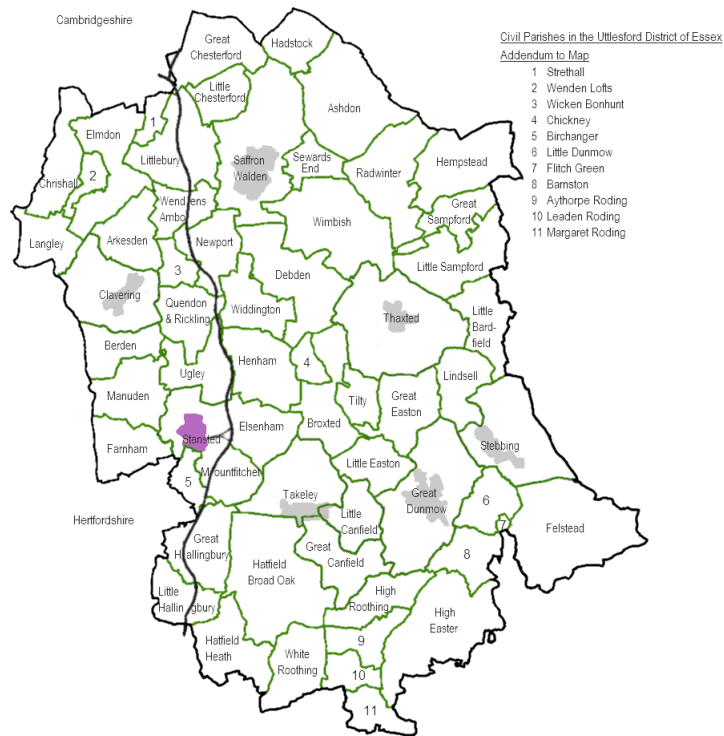 Cambridgeshire
Civil Parishes in the Uttlesford District of Essex
Addendum to Map
1 Strethall
2 Wenden Lofts
3 Wicken Bonhunt
4 Chickney
5 Birchanger
6 Little Dunmow
7 Flitch Green
8 Barnston
9 Aythorpe Roding
10 Leaden Roding
11 Margaret Roding
Great
Chesterford
Hadstock
Little
Chesterford
Ashdon
1
Elmdon
Littlebury
Saffron
Walden
Sewards
End
Radwinter
Hempstead
2
Chrishall
Wendens
Ambo
Great
Sampford
Wimbish
Langley
Arkesden
Newport
3
Debden
Little Sampford
Clavering
Quendon
& Rickling
Widdington
Thaxted
Little
Bard-
field
Berden
Henham
4
Ugley
Lindsell
Manuden
Tilty
Great
Easton
Stansted
Elsenham
Broxted
Stebbing
Farnham
Mountfitchet
Little Easton
5
Takeley
Great
Dunmow
6
Hertfordshire
Little
Canfield
7
Felstead
Great
Hallingbury
Great
Canfield
8
Hatfield
Broad Oak
Little
Hallingbury
High
Roothing
High
Easter
Hatfield
Heath
White
Roothing
9
10
11